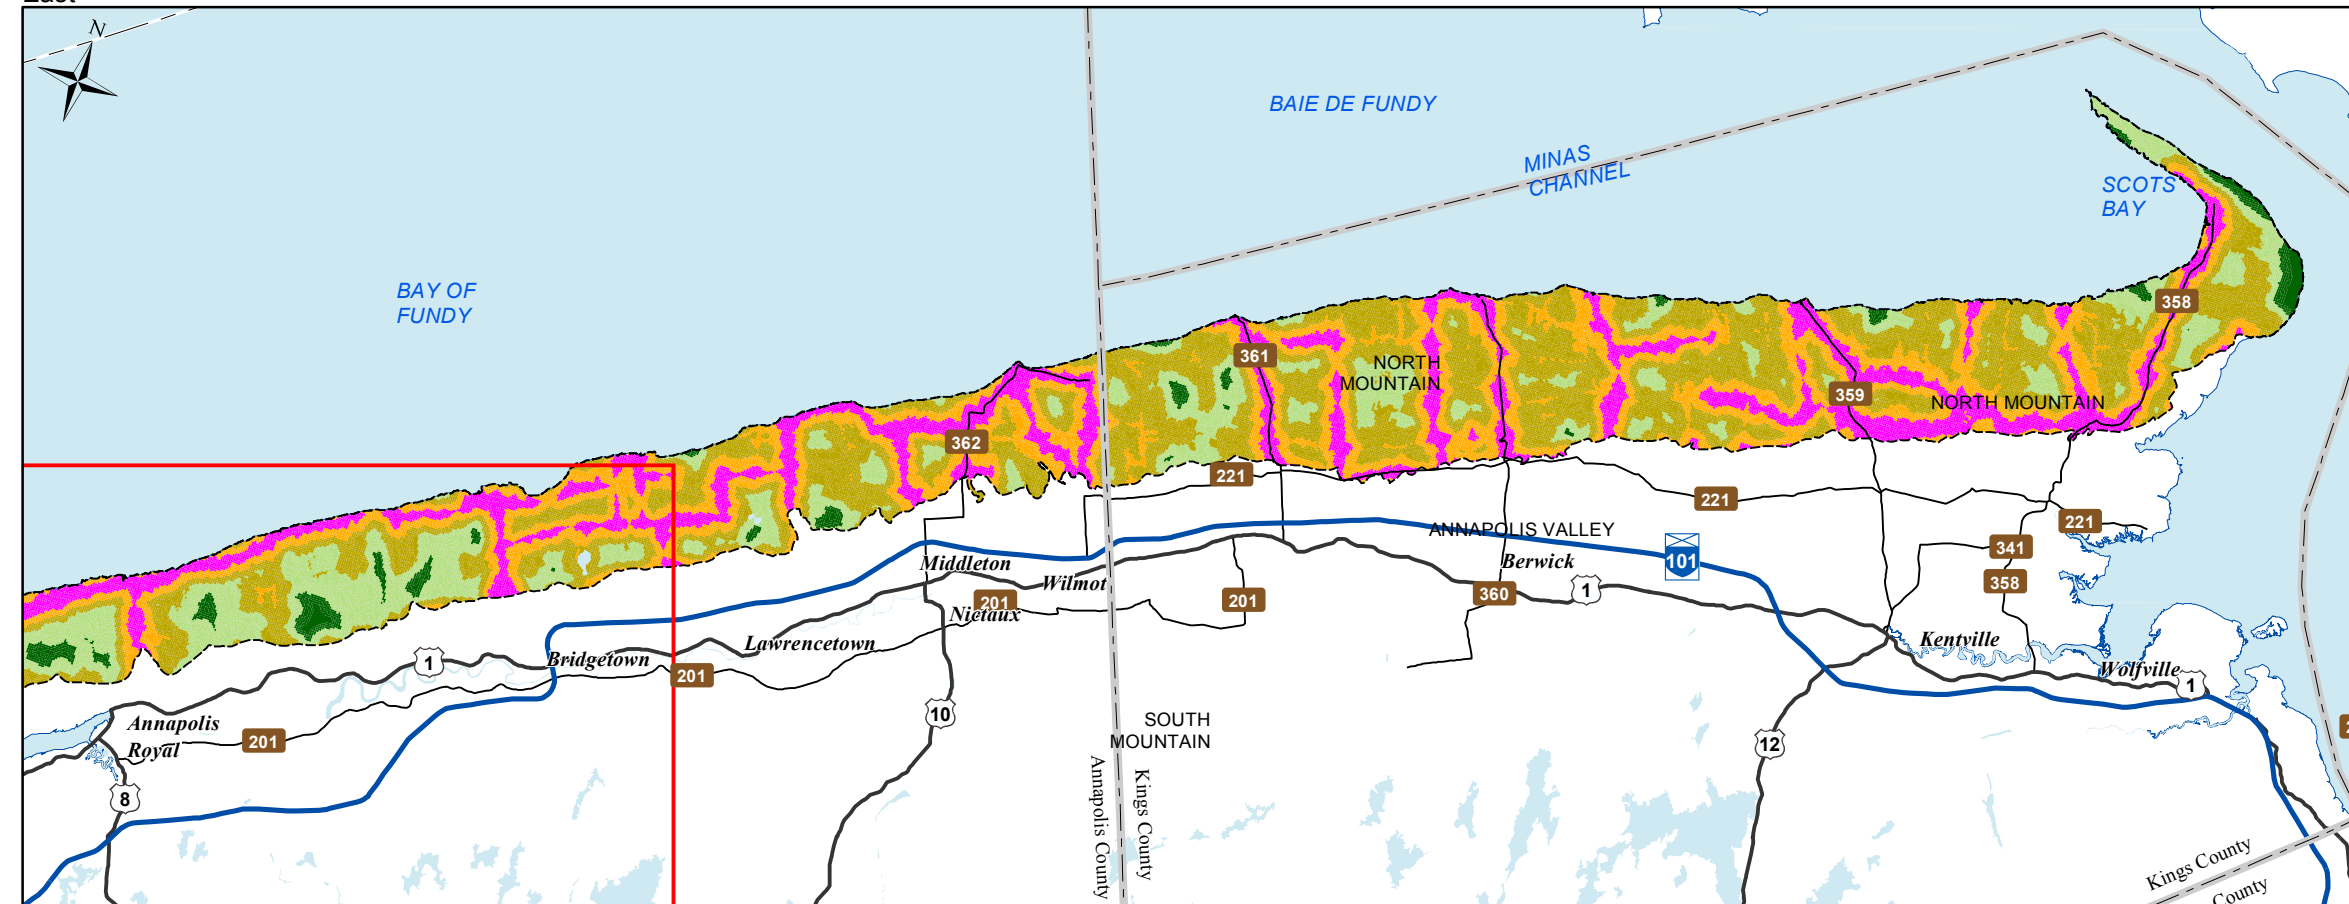 N
BAIE DE FUNDY
MINAS
CHANNEL
SCOTS
BAY
BAY OF
FUNDY
358
361
NORTH
MOUNTAIN
359
NORTH MOUNTAIN
362
221
221
221
ANNAPOLIS VALLEY
341
101
Middleton
Berwick
358
Wilmot
1
360
201
201
Nictaux
Kentville
Lawrencetown
1
Bridgetown
201
Wolfville
1
10
Annapolis
Royal
201
SOUTH
MOUNTAIN
12
8
Annapolis County
Kings County
Kings County
County